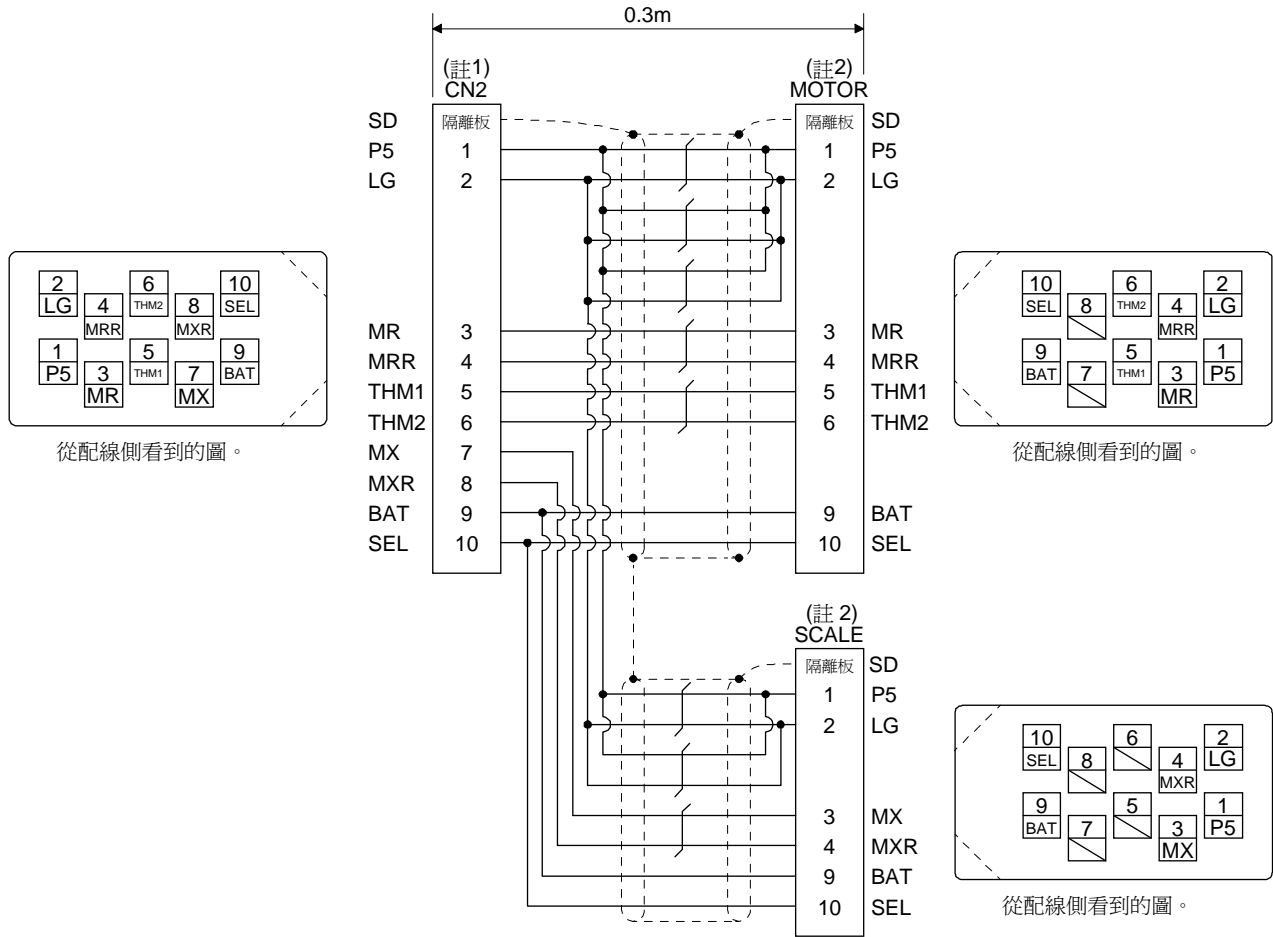 0.3m
(註1)
CN2
(註2)
MOTOR
SD 隔離板 隔離板 SD
P5 1 1 P5
LG 2 2 LG
MR 3 3 MR
MRR 4 4 MRR
THM1 5 5 THM1
THM2 6 6 THM2
MX 7
MXR 8
BAT 9 9 BAT
SEL 10 10 SEL
2 6 10
LG 4 THM2 8 SEL
MRR MXR
1 5 9
P5 3 THM1 7 BAT
MR MX
從配線側看到的圖。
10 6 2
SEL 8 THM2 4 LG
MRR
9 5 1
BAT 7 THM1 3 P5
MR
從配線側看到的圖。
(註 2)
SCALE
隔離板 SD
1 P5
2 LG
3 MX
4 MXR
9 BAT
10 SEL
10 6 2
SEL 8 4 LG
MXR
9 5 1
BAT 7 3 P5
MX
從配線側看到的圖。